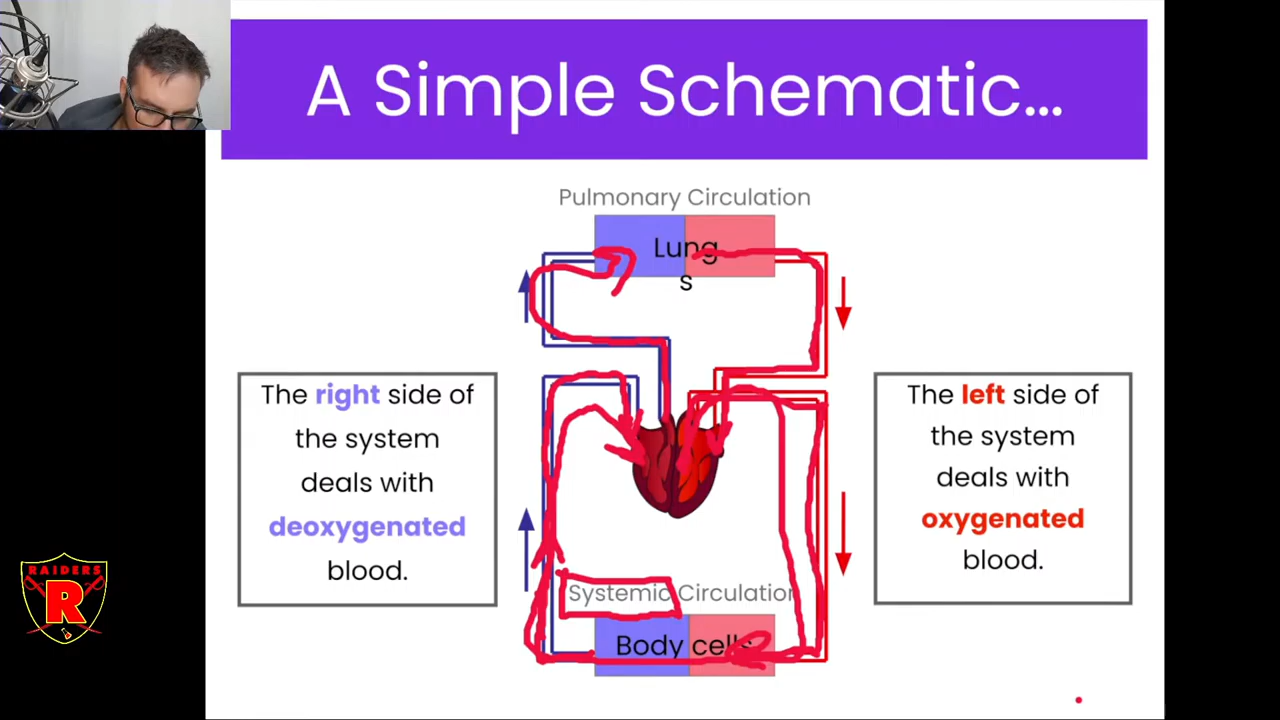 A Simple Schematic...
Pulmonary Circulation
Lung
s
The right side of
the system
deals with
deoxygenated
blood.
The left side of
the system
deals with
oxygenated
blood.
Systemic Circulation
Body cells
RAIDERS
R